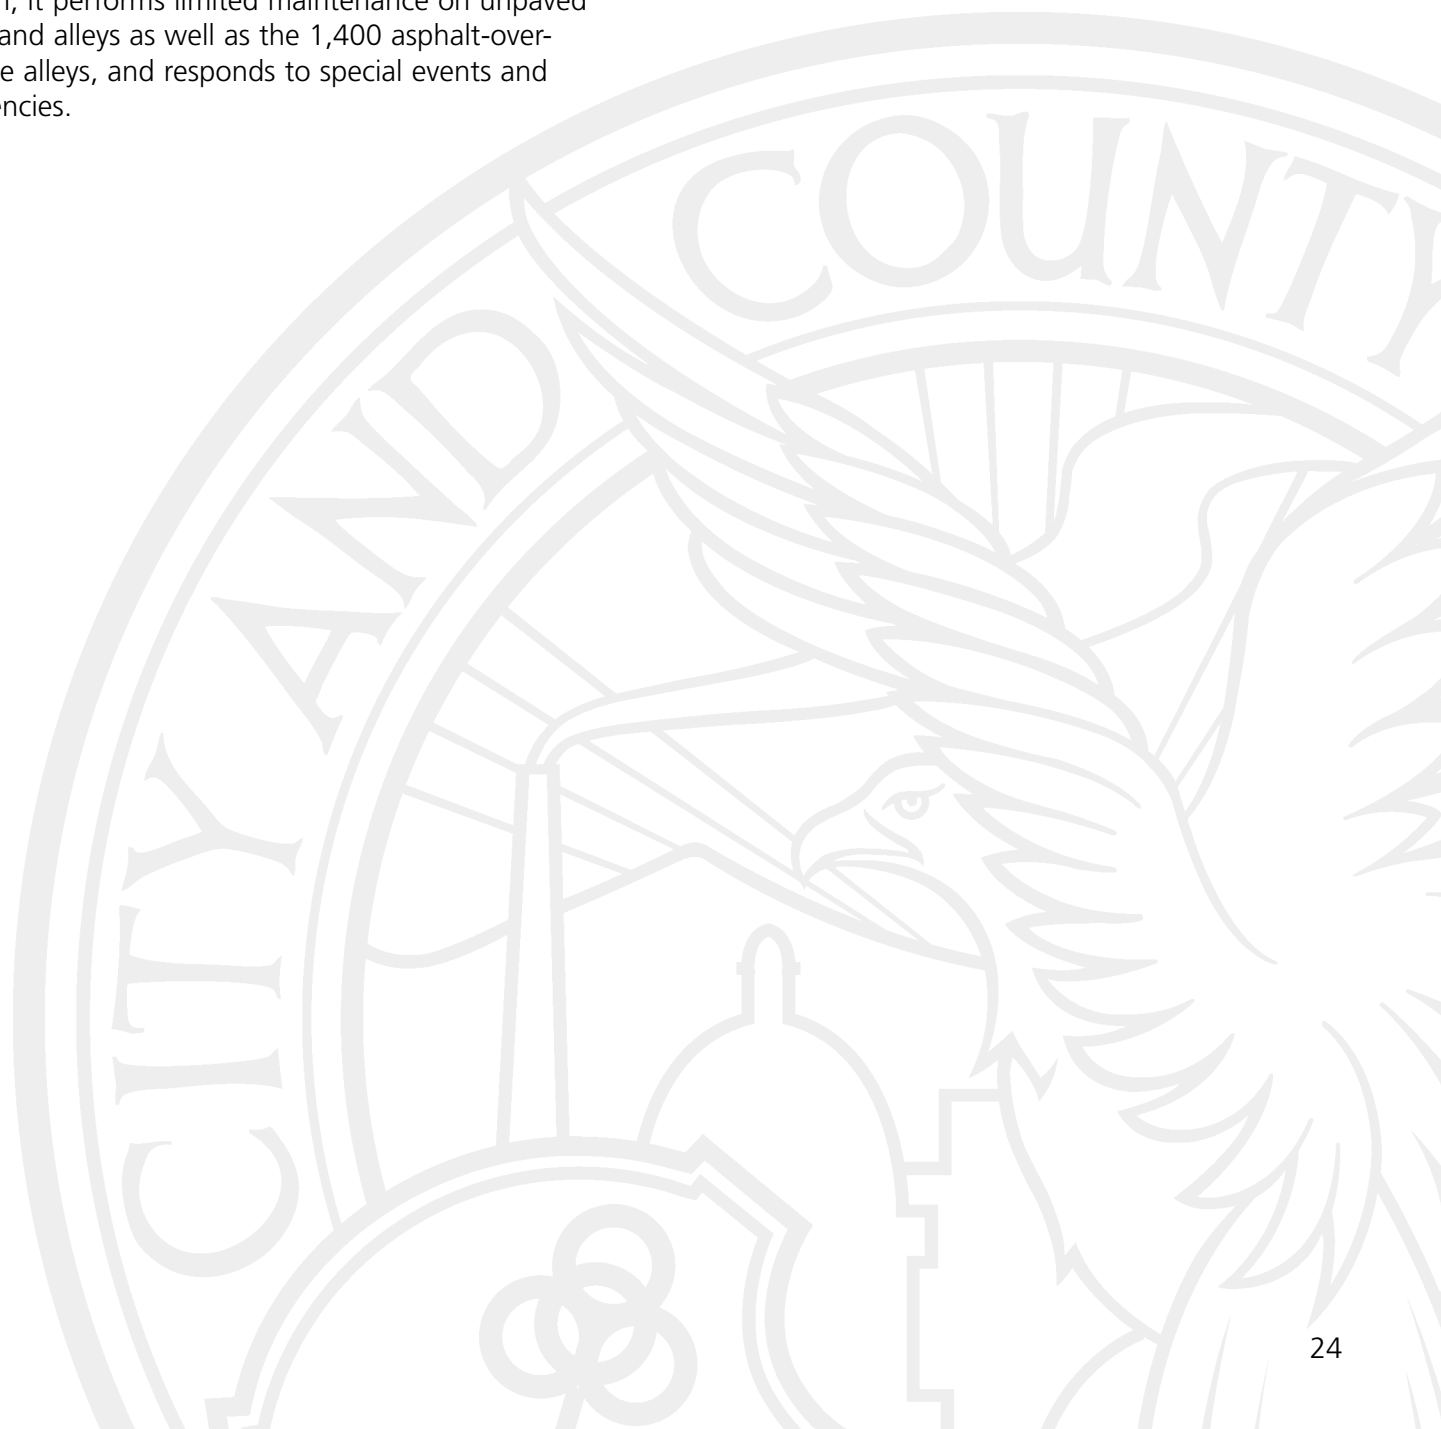 n, it performs limited maintenance on unpaved
and alleys as well as the 1,400 asphalt-over-
e alleys, and responds to special events and
encies.
CITY AND COUNTY
24